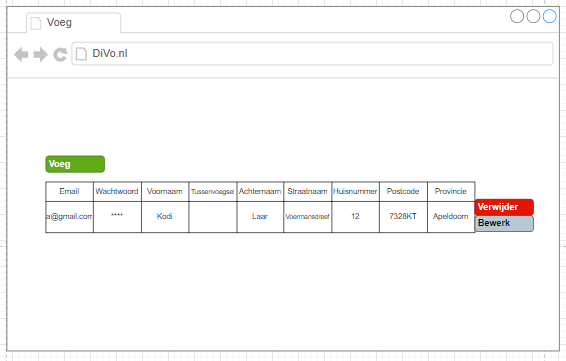 Voeg
DiVo.nl
Voeg
Email Wachtwoord Voornaam Tussenvoegsel Achternaam Straatnaam Huisnummer Postcode Provincie
a@gmail.com **** Kodi Laar Voermansdreef 12 7328KT Apeldoorn
Verwijder
Bewerk